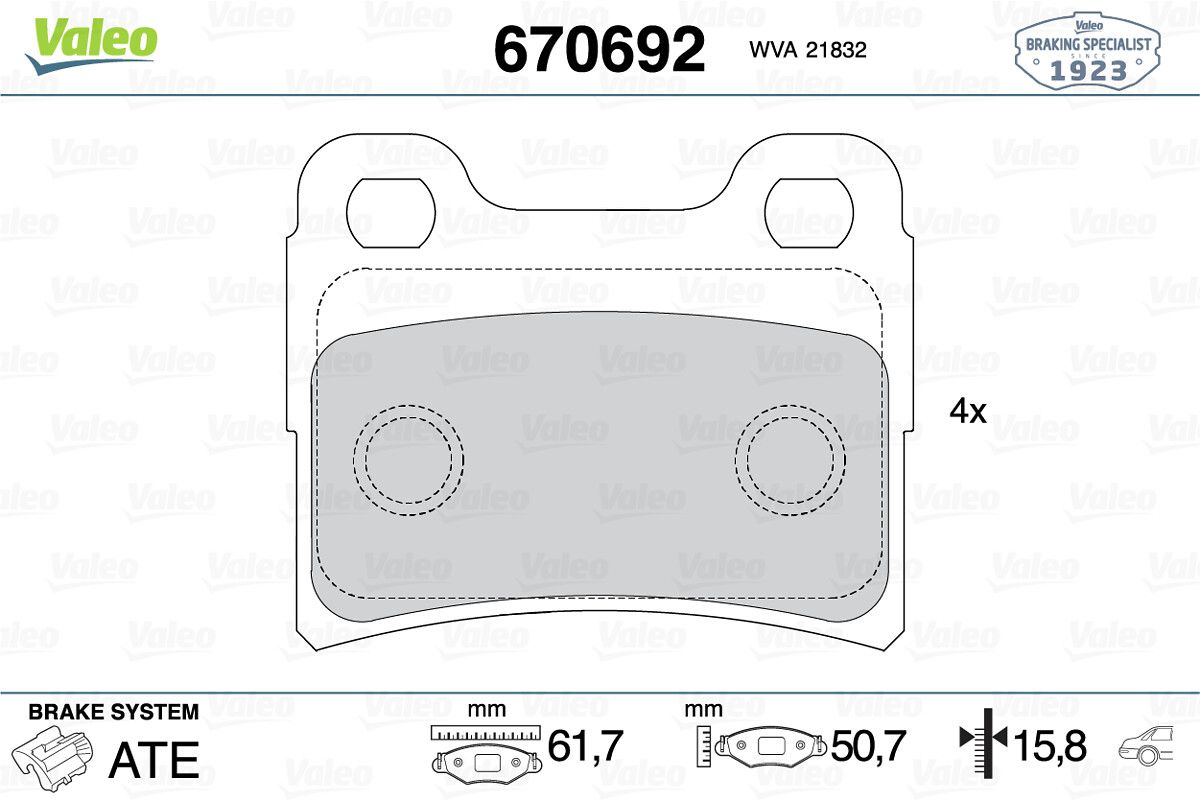 Valeo
670692
WVA 21832
Valeo
BRAKING SPECIALIST
SINCE
1923
4x
BRAKE SYSTEM
ATE
mm
61,7
mm
50,7
15,8